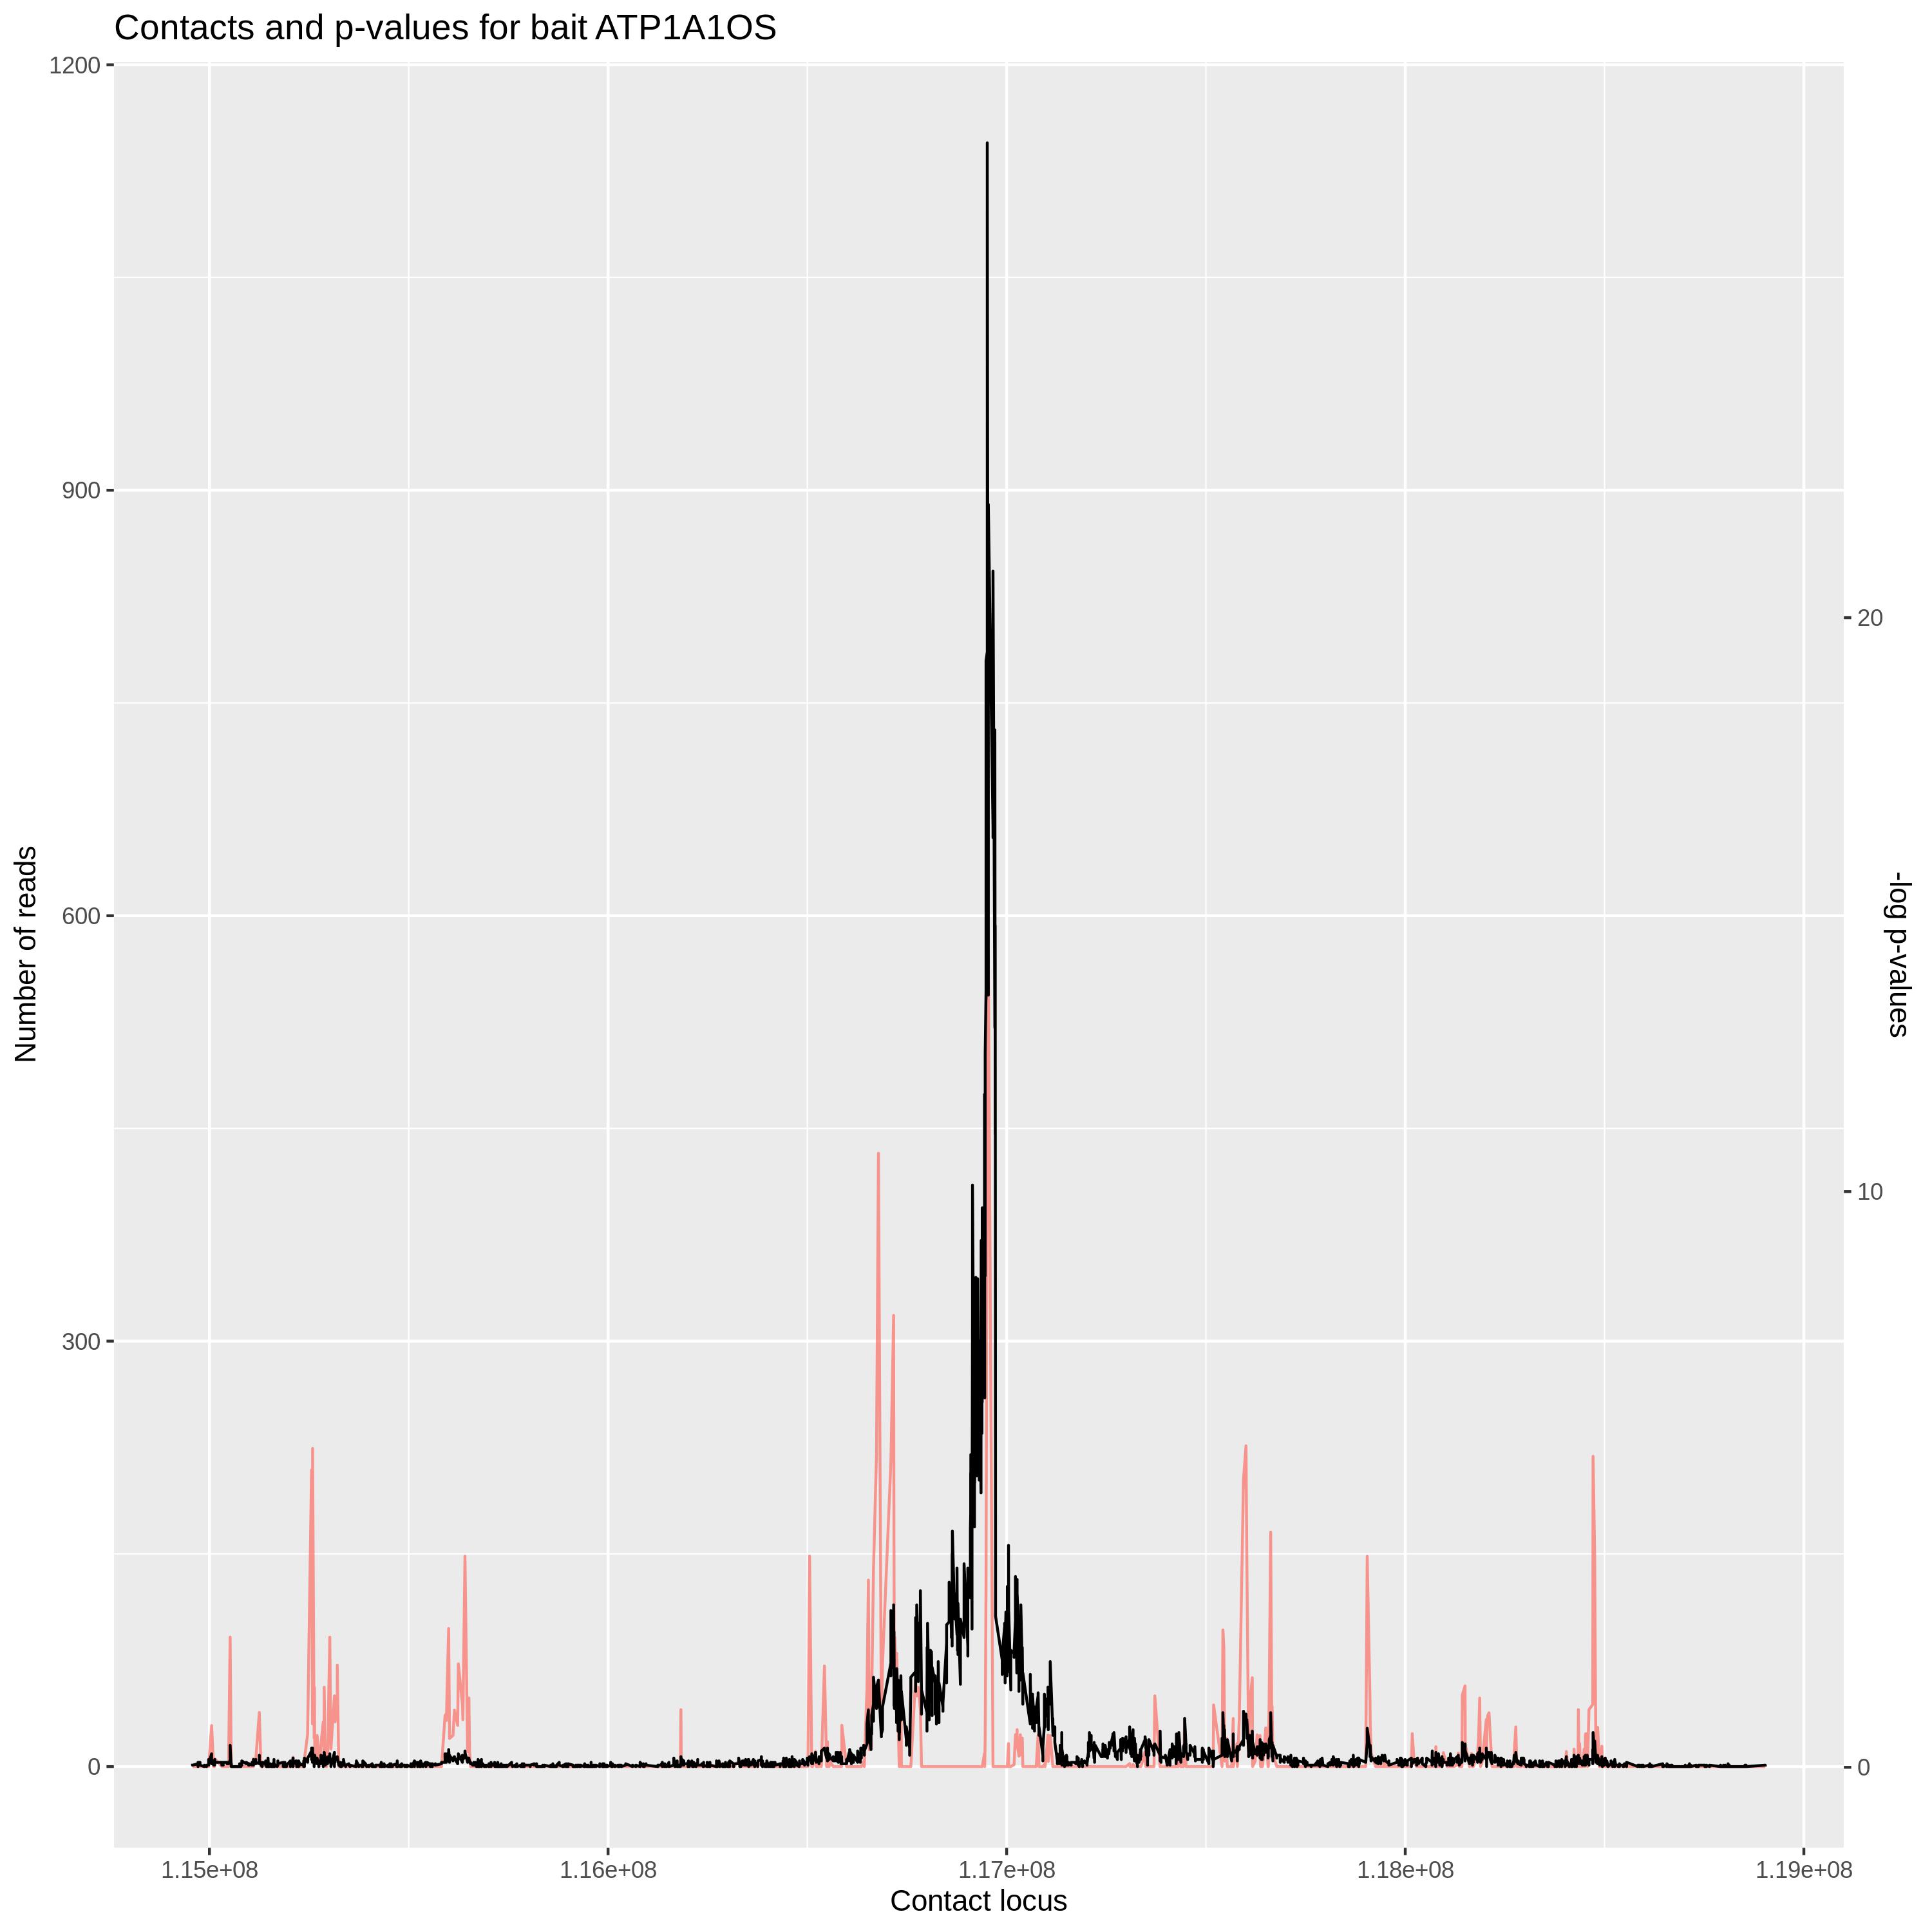 Contacts and p-values for bait ATP1A1OS
1200
900
600
300
0
Number of reads
20
10
0
-log p-values
1.15e+08
1.16e+08
1.17e+08
1.18e+08
1.19e+08
Contact locus